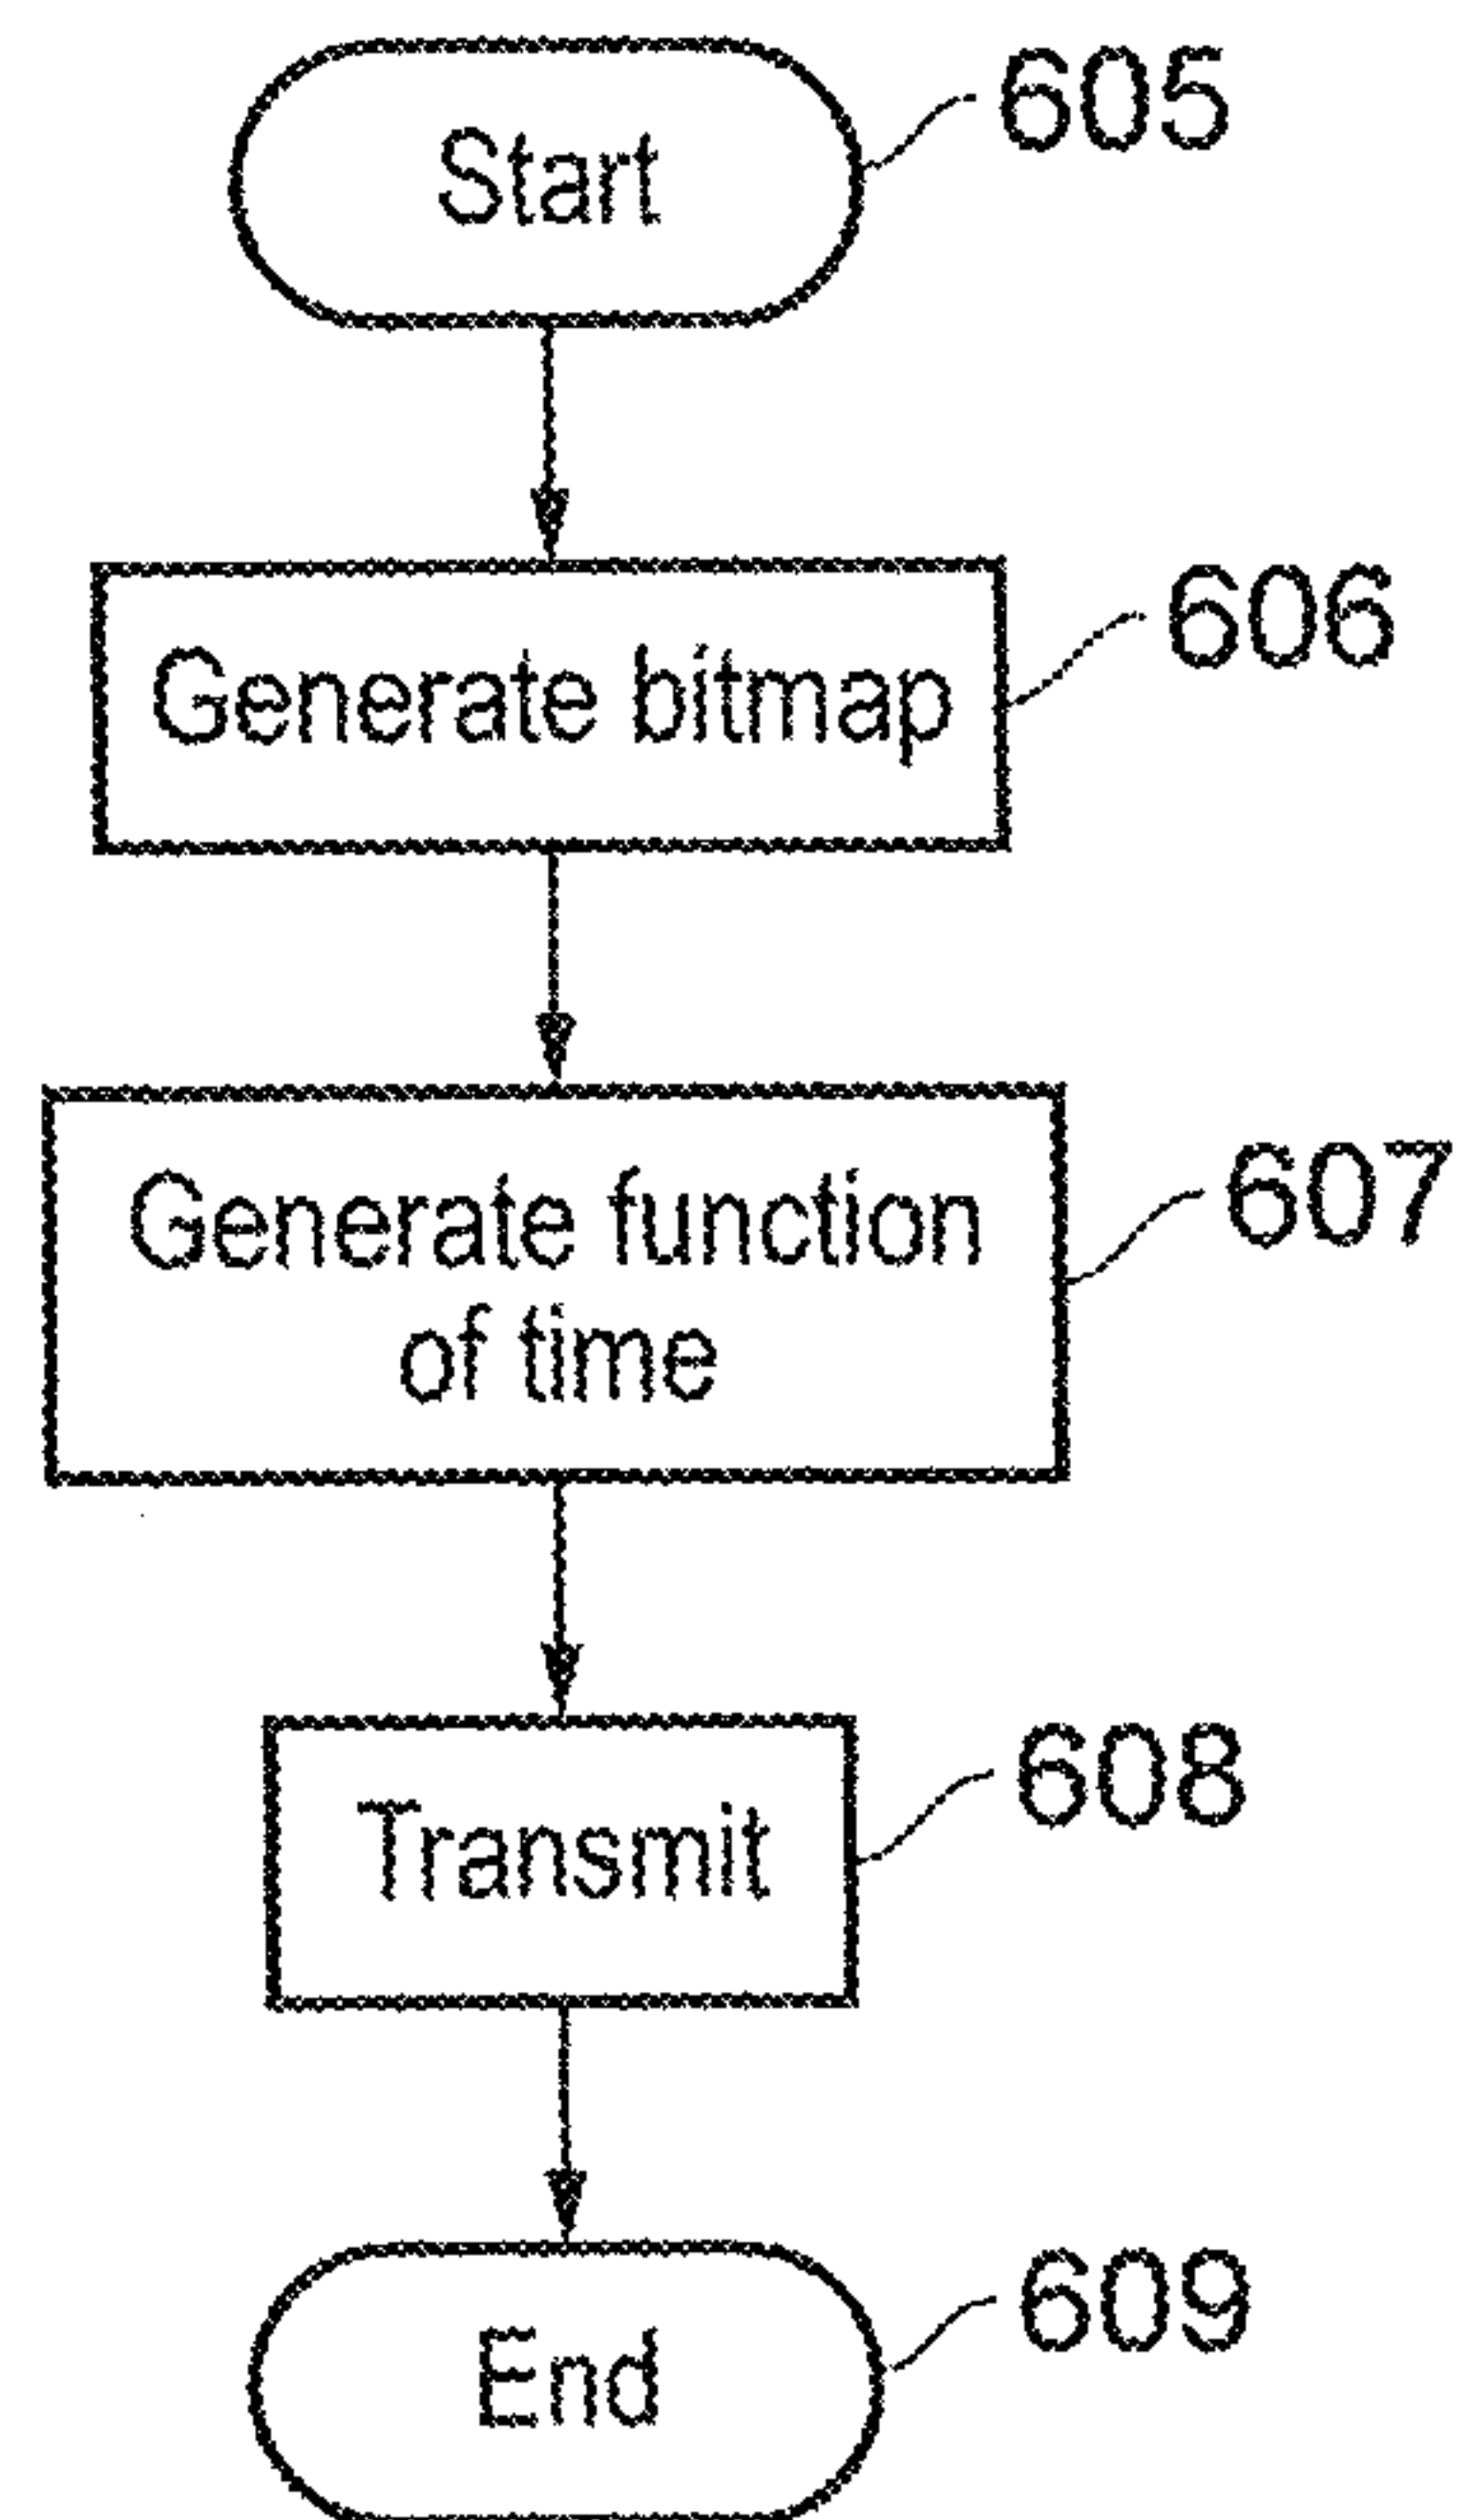 Start
605
Generate bitmap
606
Generate function
of time
607
Transmit
608
End
609